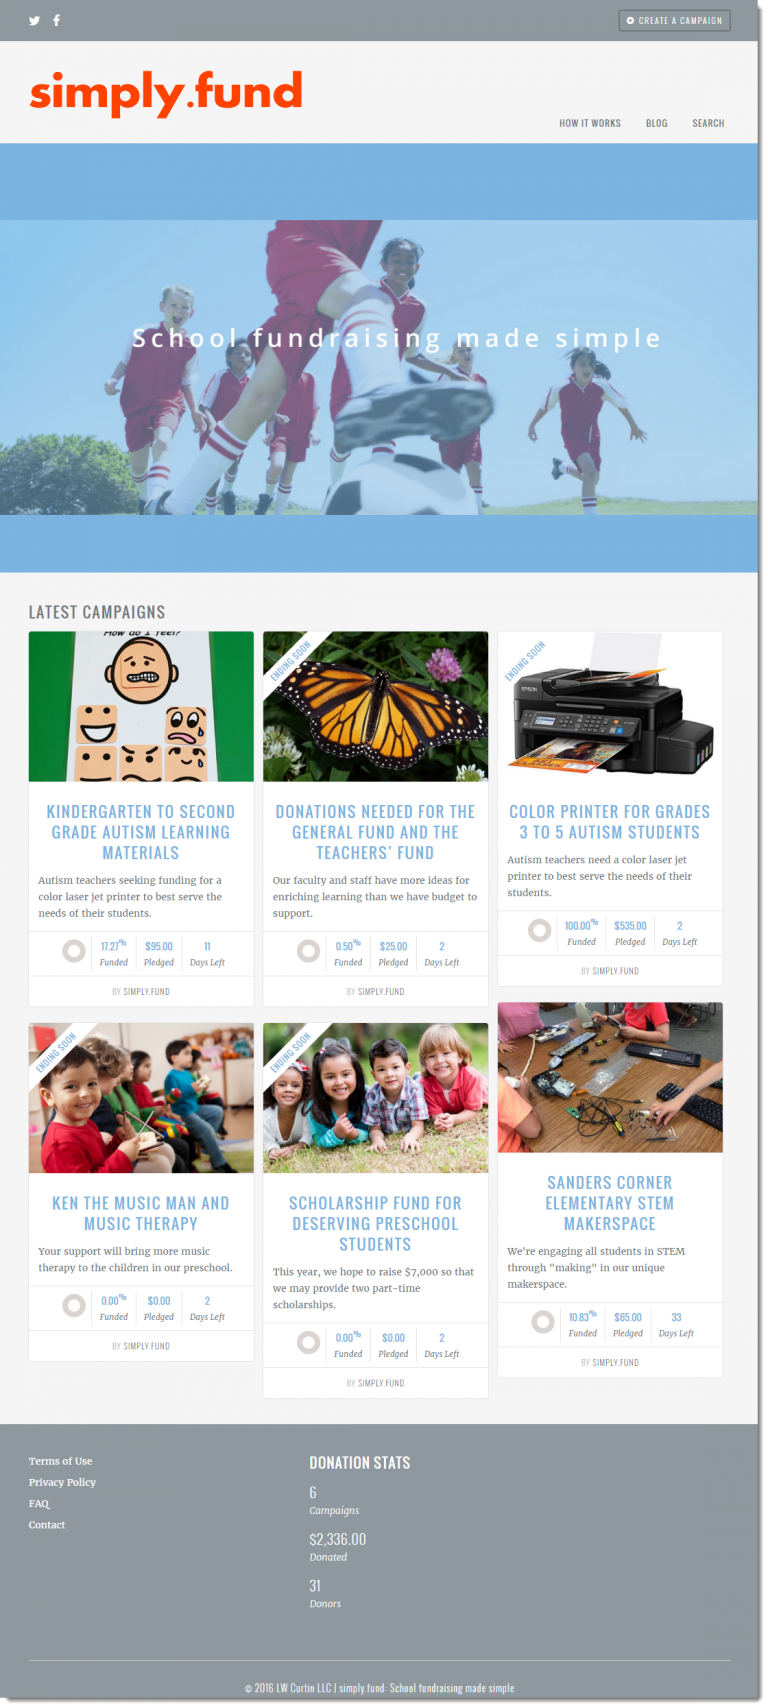 CREATE A CAMPAIGN
simply.fund
HOW IT WORKS BLOG SEARCH
School fundraising made simple
LATEST CAMPAIGNS
How do I feel?
KINDERGARTEN TO SECOND
GRADE AUTISM LEARNING
MATERIALS
Autism teachers seeking funding for a
color laser jet printer to best serve the
needs of their students.
17.27% $95.00 11
Funded Pledged Days Left
BY SIMPLY.FUND
ENDING SOON
DONATIONS NEEDED FOR THE
GENERAL FUND AND THE
TEACHERS' FUND
Our faculty and staff have more ideas for
enriching learning than we have budget to
support.
0.50% $25.00 2
Funded Pledged Days Left
BY SIMPLY.FUND
ENDING SOON
EPSON
COLOR PRINTER FOR GRADES
3 TO 5 AUTISM STUDENTS
Autism teachers need a color laser jet
printer to best serve the needs of their
students.
100.00% $535.00 2
Funded Pledged Days Left
BY SIMPLY.FUND
ENDING SOON
KEN THE MUSIC MAN AND
MUSIC THERAPY
Your support will bring more music
therapy to the children in our preschool.
0.00% $0.00 2
Funded Pledged Days Left
BY SIMPLY.FUND
ENDING SOON
SCHOLARSHIP FUND FOR
DESERVING PRESCHOOL
STUDENTS
This year, we hope to raise $7,000 so that
we may provide two part-time
scholarships.
0.00% $0.00 2
Funded Pledged Days Left
BY SIMPLY.FUND
SANDERS CORNER
ELEMENTARY STEM
MAKERSPACE
We're engaging all students in STEM
through "making" in our unique
makerspace.
10.83% $65.00 33
Funded Pledged Days Left
BY SIMPLY.FUND
Terms of Use
Privacy Policy
FAQ
Contact
DONATION STATS
6
Campaigns
$2,336.00
Donated
31
Donors
© 2016 LW Curtin LLC | simply fund: School fundraising made simple